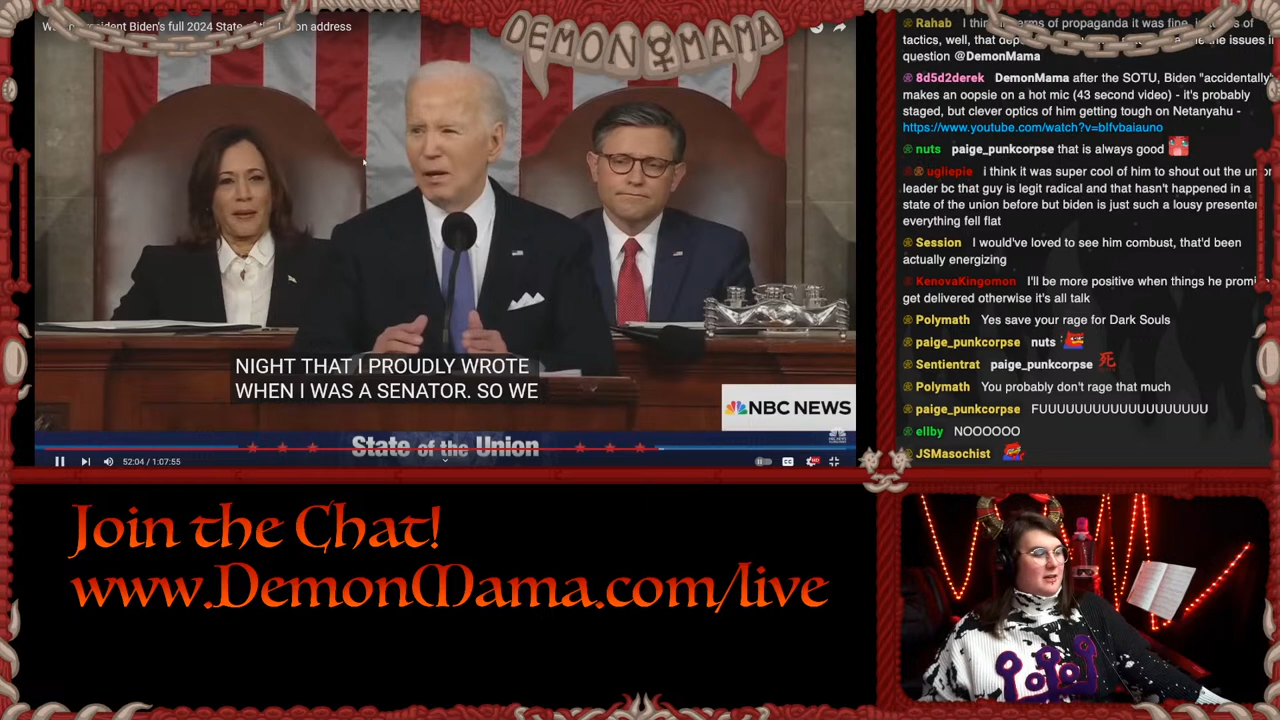 dent Biden's full 2024 State
on address
DEMON MAMA
NIGHT THAT I PROUDLY WROTE
WHEN I WAS A SENATOR. SO WE
NBC NEWS
State of the Union
52:04 / 1:07:55
Rahab I
propaganda it was fine
of
tactics, well, that
the issues i
question @DemonMama
8d5d2derek DemonMama after the SOTU, Biden "accidentally"
makes an oopsie on a hot mic (43 second video) - it's probably
staged, but clever optics of him getting tough on Netanyahu -
https://www.youtube.com/watch?v=bIfvbaiauno
nuts paige_punkcorpse that is always good
ugliepie i think it was super cool of him to shout out the union
leader bc that guy is legit radical and that hasn't happened in a
state of the union before but biden is just such a lousy presenter
everything fell flat
Session I would've loved to see him combust, that'd been
actually energizing
KenovaKingomon I'll be more positive when things he promi
get delivered otherwise it's all talk
Polymath Yes save your rage for Dark Souls
paige_punkcorpse nuts
Sentientrat paige_punkcorpse 死
Polymath You probably don't rage that much
paige_punkcorpse FUUUUUUUUUUUUUUUUUU
ellby NOOOOOO
JSMasochist
Join the Chat!
www.DemonMama.com/live